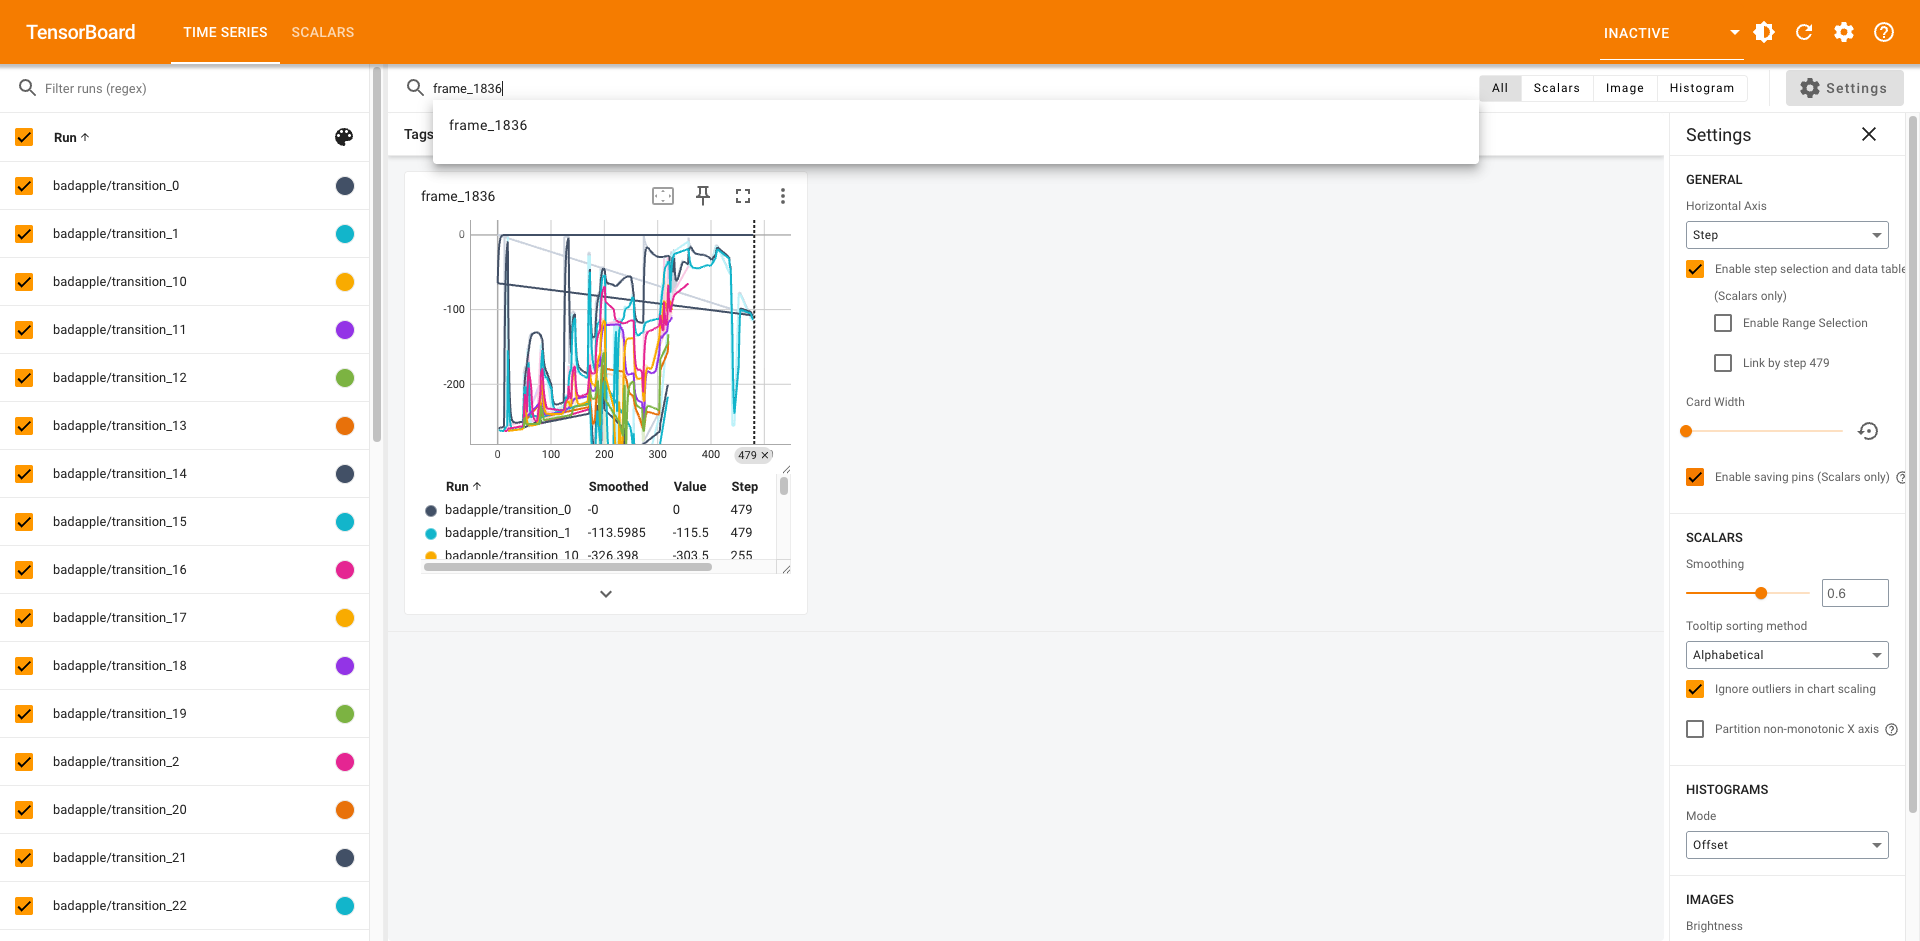 TensorBoard
TIME SERIES
SCALARS
INACTIVE
Filter runs (regex)
Run
badapple/transition_0
badapple/transition_1
badapple/transition_10
badapple/transition_11
badapple/transition_12
badapple/transition_13
badapple/transition_14
badapple/transition_15
badapple/transition_16
badapple/transition_17
badapple/transition_18
badapple/transition_19
badapple/transition_2
badapple/transition_20
badapple/transition_21
badapple/transition_22
frame_1836
frame_1836
All Scalars Image Histogram
Settings
Tags
frame_1836
0
-100
-200
0 100 200 300 400 479
Run Smoothed Value Step
badapple/transition_0 -0 0 479
badapple/transition_1 -113.5985 -115.5 479
badapple/transition_10 -326.398 -303.5 255
Settings
GENERAL
Horizontal Axis
Step
Enable step selection and data table
(Scalars only)
Enable Range Selection
Link by step 479
Card Width
Enable saving pins (Scalars only)
SCALARS
Smoothing
0.6
Tooltip sorting method
Alphabetical
Ignore outliers in chart scaling
Partition non-monotonic X axis
HISTOGRAMS
Mode
Offset
IMAGES
Brightness